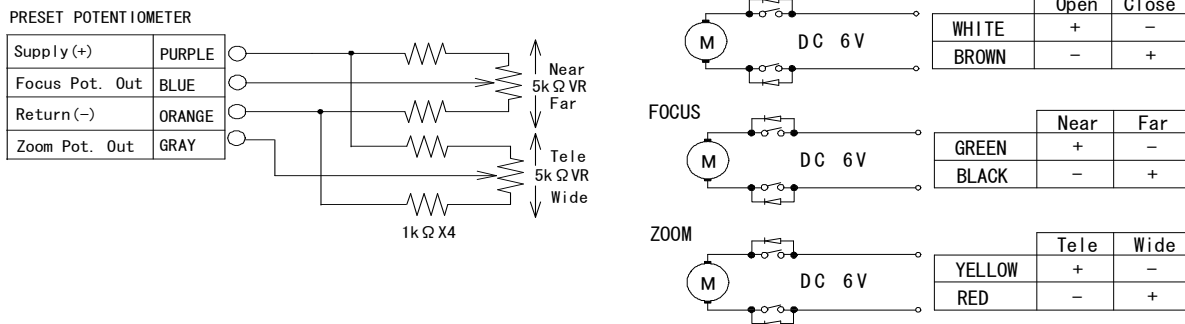 PRESET POTENTIOMETER
Supply(+) PURPLE
Focus Pot. Out BLUE
Return(-) ORANGE
Zoom Pot. Out GRAY
Near
5kΩVR
Far
Tele
5kΩVR
Wide
1kΩX4
Open Close
M DC 6V
WHITE + -
BROWN - +
FOCUS
Near Far
M DC 6V
GREEN + -
BLACK - +
ZOOM
Tele Wide
M DC 6V
YELLOW + -
RED - +